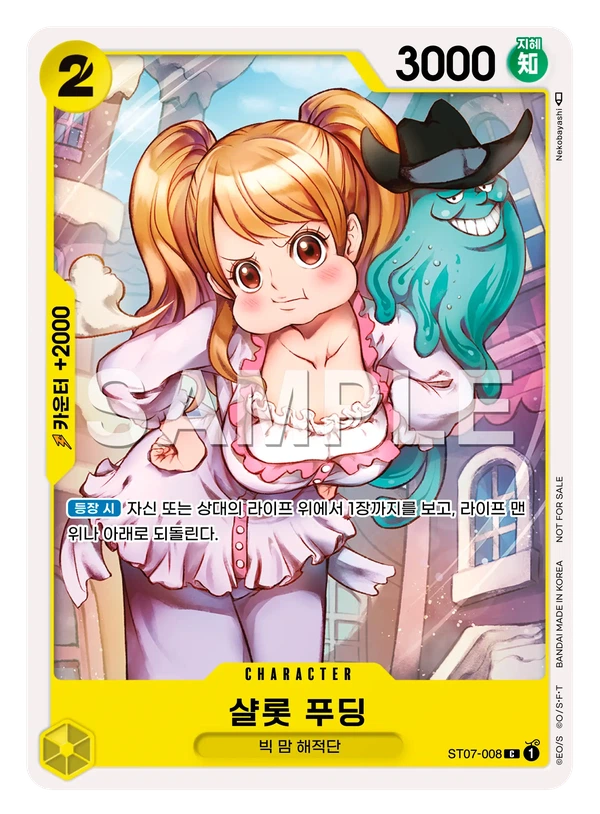 2
3000
지혜
知
Nekobayashi
카운터 +2000
SAMPLE
등장 시 자신 또는 상대의 라이프 위에서 1장까지를 보고, 라이프 맨
위나 아래로 되돌린다.
CHARACTER
샬롯 푸딩
빅 맘 해적단
ST07-008 C 1
©EO/S ©O/S·F·T BANDAI MADE IN KOREA NOT FOR SALE